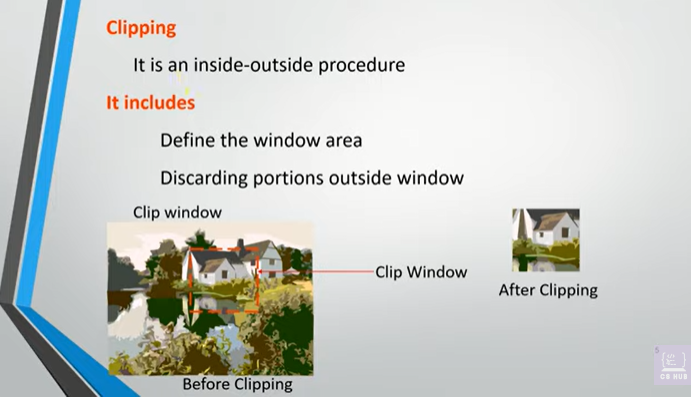 Clipping
It is an inside-outside procedure
It includes
Define the window area
Discarding portions outside window
Clip window
Clip Window
After Clipping
Before Clipping
CR HUB